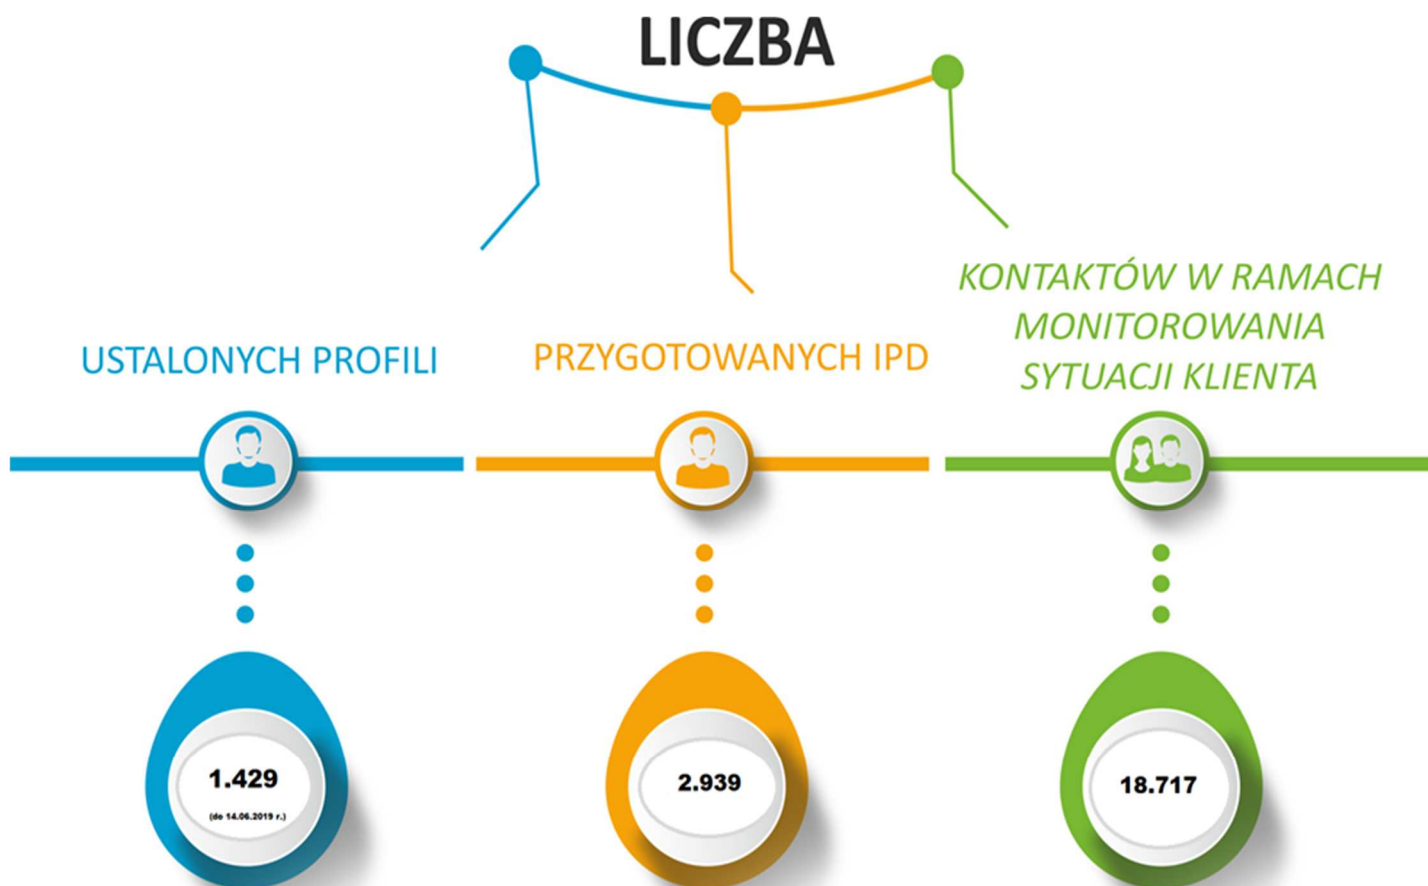 LICZBA
USTALONYCH PROFILI
PRZYGOTOWANYCH IPD
KONTAKTÓW W RAMACH
MONITOROWANIA
SYTUACJI KLIENTA
1.429
(do 14.06.2019 r.)
2.939
18.717